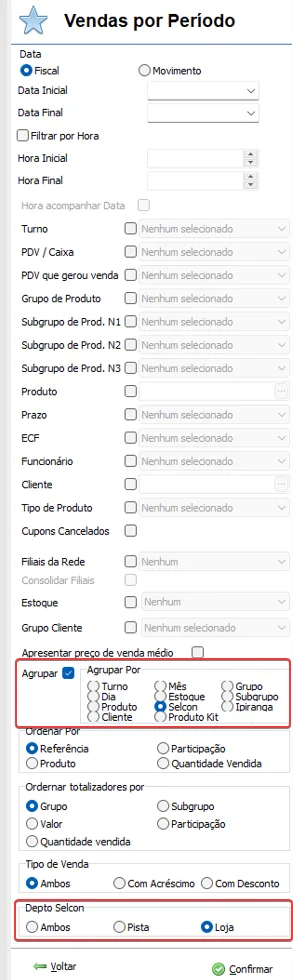 Vendas por Período
Data
Fiscal Movimento
Data Inicial
Data Final
Filtrar por Hora
Hora Inicial
Hora Final
Hora acompanhar Data
Turno Nenhum selecionado
PDV / Caixa Nenhum selecionado
PDV que gerou venda Nenhum selecionado
Grupo de Produto Nenhum selecionado
Subgrupo de Prod. N1 Nenhum selecionado
Subgrupo de Prod. N2 Nenhum selecionado
Subgrupo de Prod. N3 Nenhum selecionado
Produto ...
Prazo Nenhum selecionado
ECF Nenhum selecionado
Funcionário Nenhum selecionado
Cliente ...
Tipo de Produto Nenhum selecionado
Cupons Cancelados
Filiais da Rede Nenhum
Consolidar Filiais
Estoque Nenhum
Grupo Cliente Nenhum selecionado
Apresentar preço de venda médio
Agrupar Agrupar Por
Turno Mês Grupo
Dia Estoque Subgrupo
Produto Selcon Ipiranga
Cliente Produto Kit
Ordenar Por
Referência Participação
Produto Quantidade Vendida
Ordernar totalizadores por
Grupo Subgrupo
Valor Participação
Quantidade vendida
Tipo de Venda
Ambos Com Acréscimo Com Desconto
Depto Selcon
Ambos Pista Loja
Voltar Confirmar